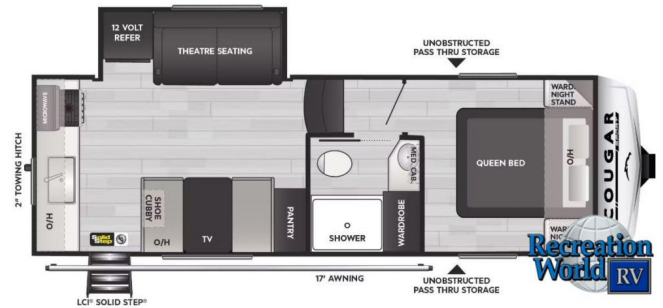 12 VOLT
REFER
THEATRE SEATING
UNOBSTRUCTED
PASS THRU STORAGE
MICROWAVE
WARD.
NIGHT
STAND
2" TOWING HITCH
MED. CAB.
QUEEN BED
O/H
COUGAR
O/H
Solid
Step
SHOE
CUBBY
O/H
TV
PANTRY
SHOWER
WARDROBE
17' AWNING
UNOBSTRUCTED
PASS THRU STORAGE
LCI® SOLID STEP®
Recreation
World RV